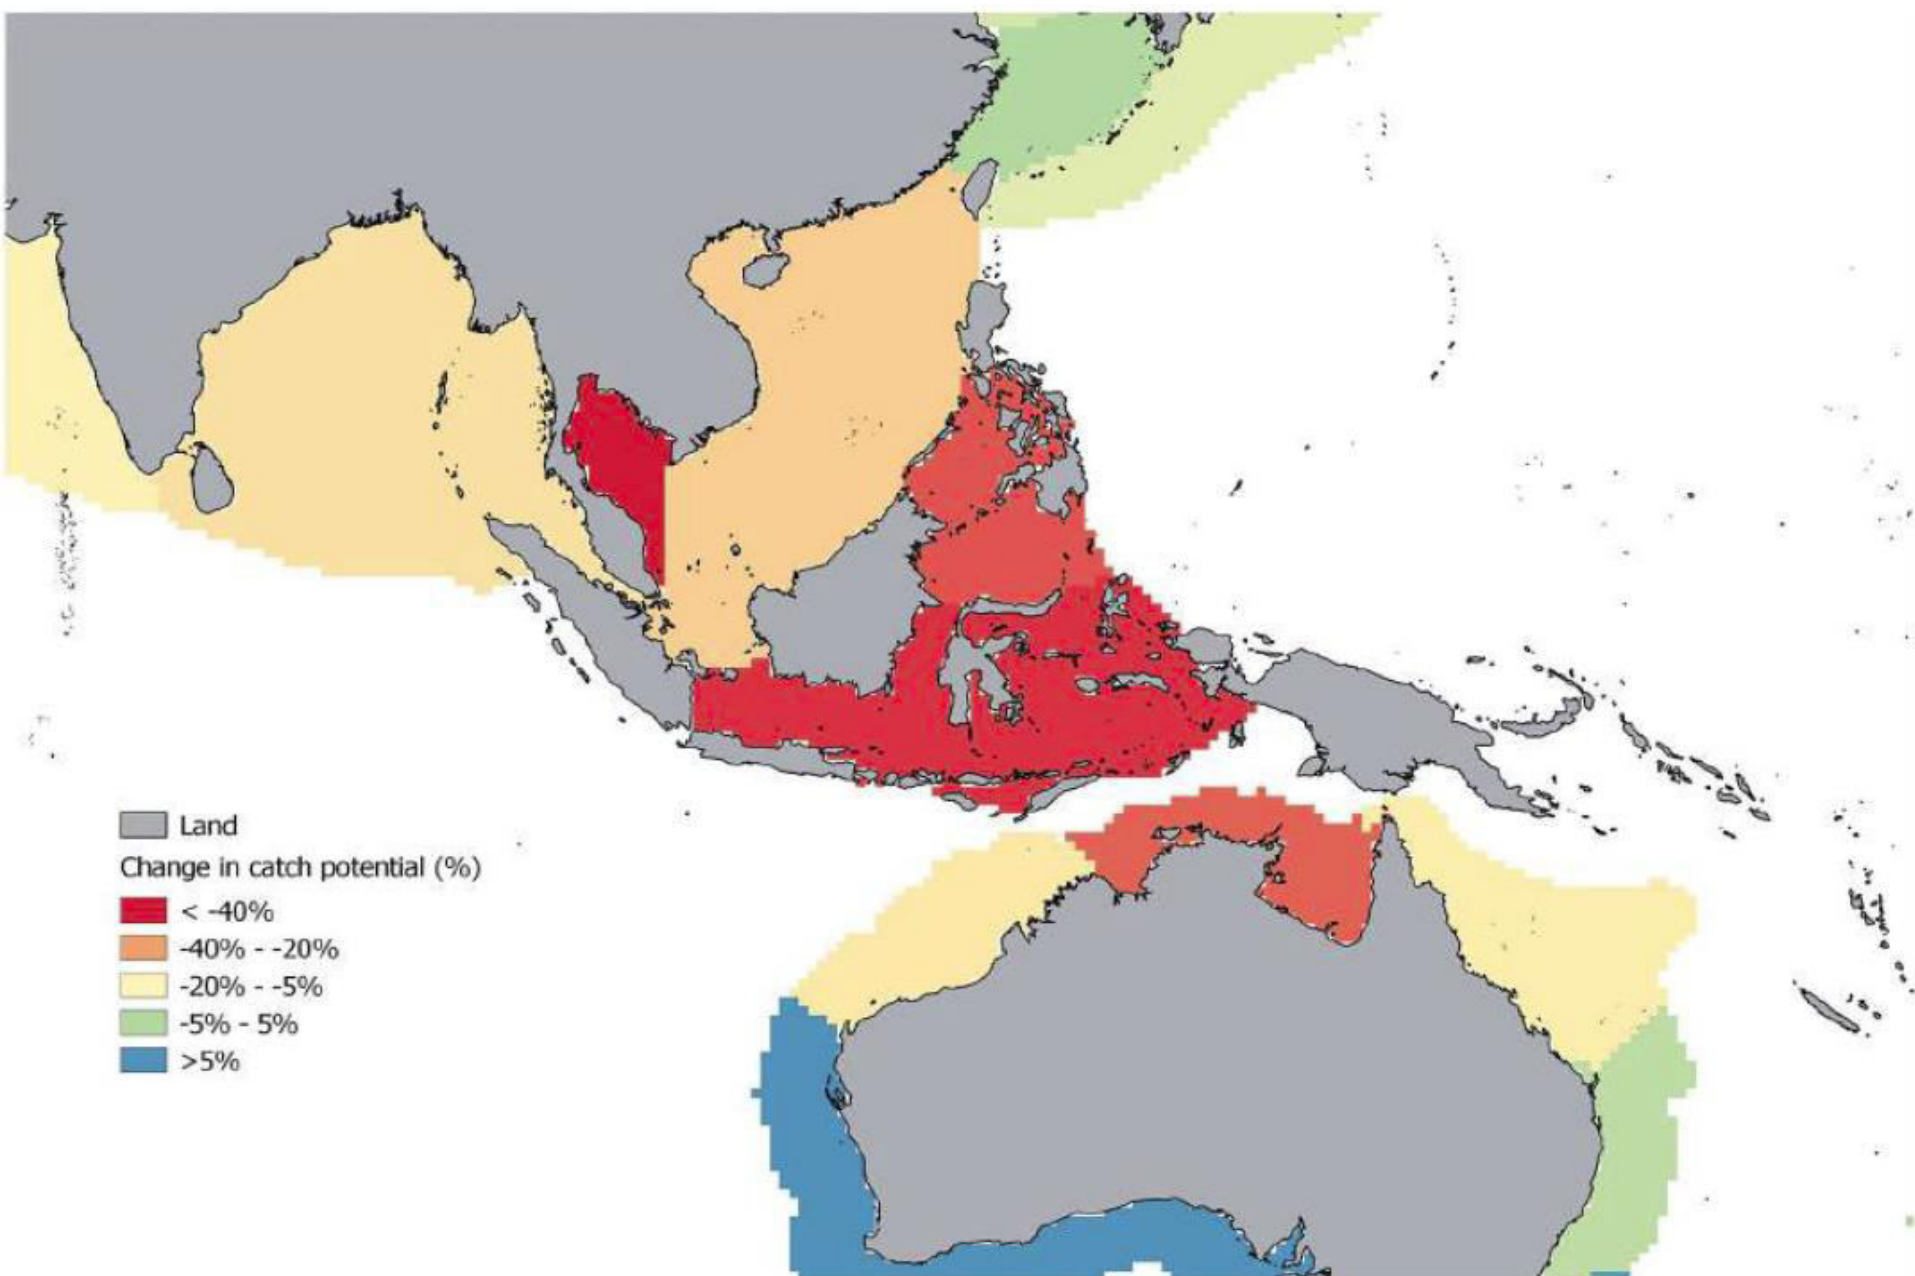 Land
Change in catch potential (%)
< -40%
-40% - -20%
-20% - -5%
-5% - 5%
>5%